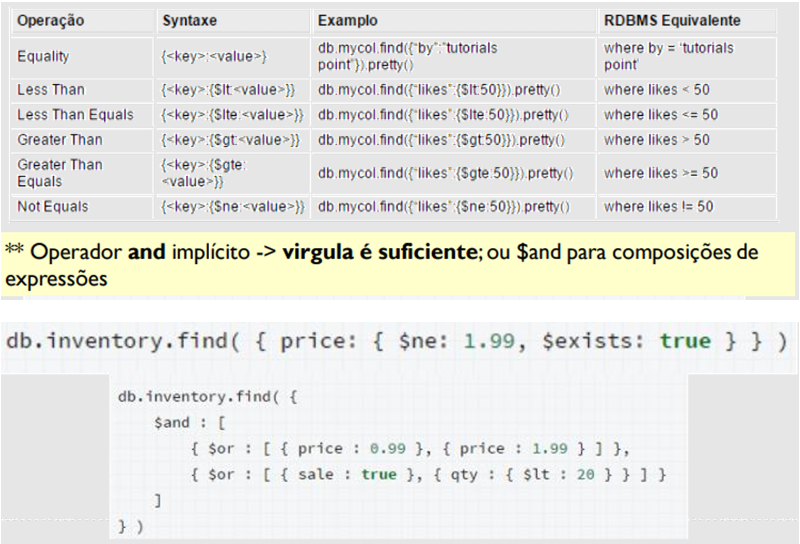 Operação Syntaxe Examplo RDBMS Equivalente
Equality {<key>:<value>} db.mycol.find({"by":"tutorials point"}).pretty() where by = 'tutorials point'
Less Than {<key>:{$lt:<value>}} db.mycol.find({"likes":{$lt:50}}).pretty() where likes < 50
Less Than Equals {<key>:{$lte:<value>}} db.mycol.find({"likes":{$lte:50}}).pretty() where likes <= 50
Greater Than {<key>:{$gt:<value>}} db.mycol.find({"likes":{$gt:50}}).pretty() where likes > 50
Greater Than Equals {<key>:{$gte:<value>}} db.mycol.find({"likes":{$gte:50}}).pretty() where likes >= 50
Not Equals {<key>:{$ne:<value>}} db.mycol.find({"likes":{$ne:50}}).pretty() where likes != 50
** Operador and implícito -> virgula é suficiente; ou $and para composições de
expressões
db.inventory.find( { price: { $ne: 1.99, $exists: true } } )
db.inventory.find( {
$and : [
{ $or : [ { price : 0.99 }, { price : 1.99 } ] },
{ $or : [ { sale : true }, { qty : { $lt : 20 } } ] }
]
} )